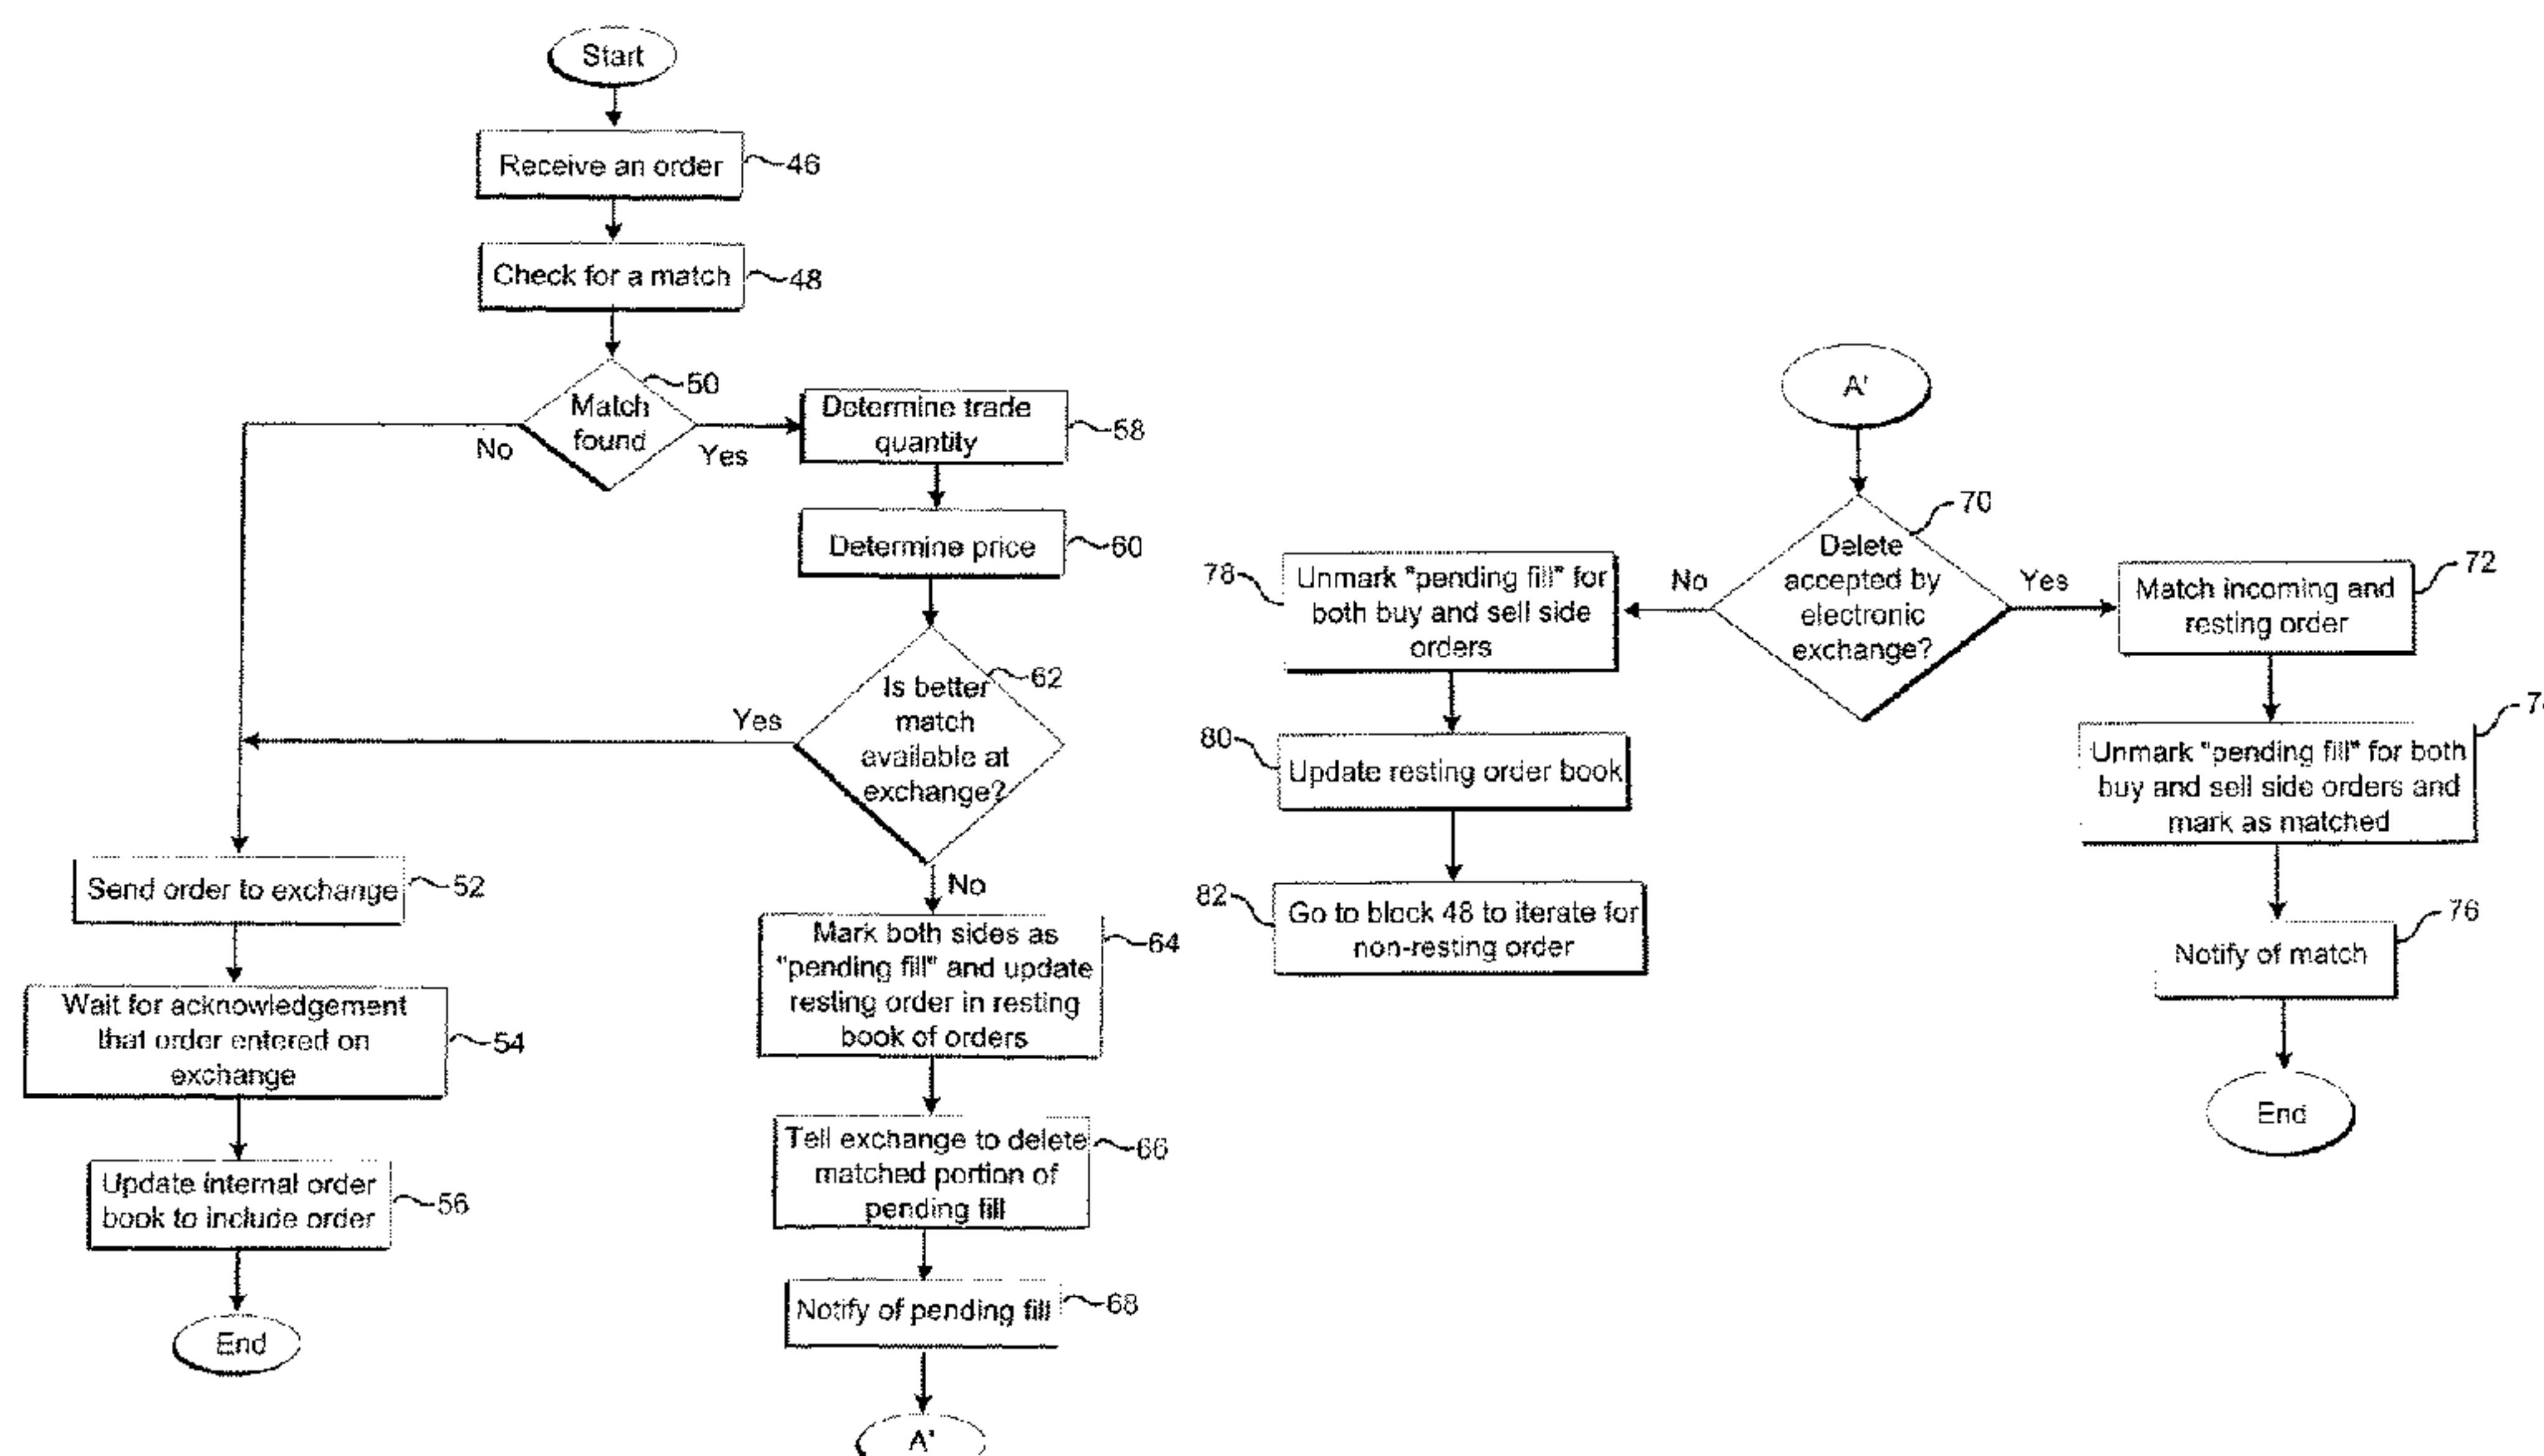 Start
Receive an order
46
Check for a match
48
50
Match
found
No
Yes
Determine trade
quantity
58
Determine price
60
62
Is better
match
available at
exchange?
Yes
No
Send order to exchange
52
Wait for acknowledgement
that order entered on
exchange
54
Update internal order
book to include order
56
End
Mark both sides as
"pending fill" and update
resting order in resting
book of orders
64
Tell exchange to delete
matched portion of
pending fill
66
Notify of pending fill
68
A'
A'
70
Delete
accepted by
electronic
exchange?
No
Yes
78
Unmark "pending fill" for
both buy and sell side
orders
80
Update resting order book
82
Go to block 48 to iterate for
non-resting order
72
Match incoming and
resting order
Unmark "pending fill" for both
buy and sell side orders and
mark as matched
76
Notify of match
End